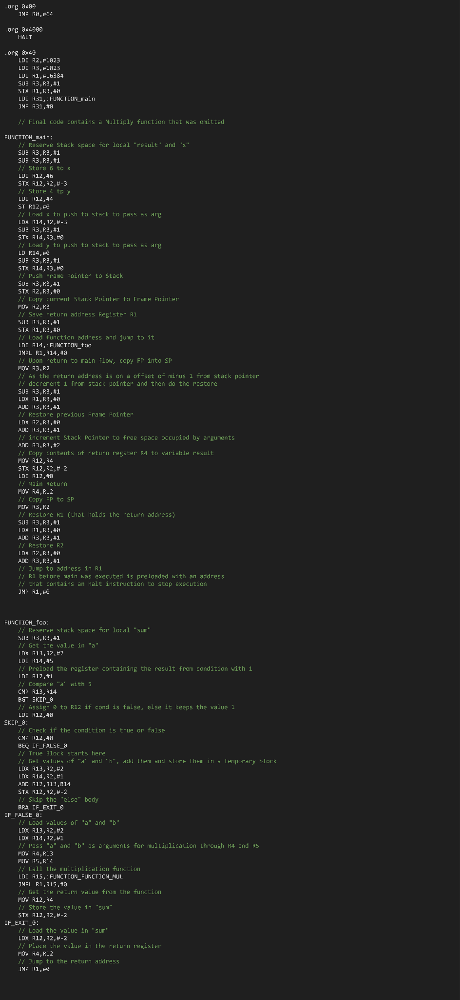 .org 0x00
JMP R0,#64
.org 0x4000
HALT
.org 0x40
LDI R2,#1023
LDI R3,#1023
LDI R1,#16384
SUB R3,R3,#1
STX R1,R3,#0
LDI R31,:FUNCTION_main
JMP R31,#0
// Final code contains a Multiply function that was omitted
FUNCTION_main:
// Reserve Stack space for local "result" and "x"
SUB R3,R3,#1
SUB R3,R3,#1
// Store 6 to x
LDI R12,#6
STX R12,R2,#-3
// Store 4 tp y
LDI R12,#4
ST R12,#0
// Load x to push to stack to pass as arg
LDX R14,R2,#-3
SUB R3,R3,#1
STX R14,R3,#0
// Load y to push to stack to pass as arg
LD R14,#0
SUB R3,R3,#1
STX R14,R3,#0
// Push Frame Pointer to Stack
SUB R3,R3,#1
STX R2,R3,#0
// Copy current Stack Pointer to Frame Pointer
MOV R2,R3
// Save return address Register R1
SUB R3,R3,#1
STX R1,R3,#0
// Load function address and jump to it
LDI R14,:FUNCTION_foo
JMPL R1,R14,#0
// Upon return to main flow, copy FP into SP
MOV R3,R2
// As the return address is on a offset of minus 1 from stack pointer
// decrement 1 from stack pointer and then do the restore
SUB R3,R3,#1
LDX R1,R3,#0
ADD R3,R3,#1
// Restore previous Frame Pointer
LDX R2,R3,#0
ADD R3,R3,#1
// increment Stack Pointer to free space occupied by arguments
ADD R3,R3,#2
// Copy contents of return regster R4 to variable result
MOV R12,R4
STX R12,R2,#-2
LDI R12,#0
// Main Return
MOV R4,R12
// Copy FP to SP
MOV R3,R2
// Restore R1 (that holds the return address)
SUB R3,R3,#1
LDX R1,R3,#0
ADD R3,R3,#1
// Restore R2
LDX R2,R3,#0
ADD R3,R3,#1
// Jump to address in R1
// R1 before main was executed is preloaded with an address
// that contains an halt instruction to stop execution
JMP R1,#0
FUNCTION_foo:
// Reserve stack space for local "sum"
SUB R3,R3,#1
// Get the value in "a"
LDX R13,R2,#2
LDI R14,#5
// Preload the register containing the result from condition with 1
LDI R12,#1
// Compare "a" with 5
CMP R13,R14
BGT SKIP_0
// Assign 0 to R12 if cond is false, else it keeps the value 1
LDI R12,#0
SKIP_0:
// Check if the condition is true or false
CMP R12,#0
BEQ IF_FALSE_0
// True Block starts here
// Get values of "a" and "b", add them and store them in a temporary block
LDX R13,R2,#2
LDX R14,R2,#1
ADD R12,R13,R14
STX R12,R2,#-2
// Skip the "else" body
BRA IF_EXIT_0
IF_FALSE_0:
// Load values of "a" and "b"
LDX R13,R2,#2
LDX R14,R2,#1
// Pass "a" and "b" as arguments for multiplication through R4 and R5
MOV R4,R13
MOV R5,R14
// Call the multiplication function
LDI R15,:FUNCTION_FUNCTION_MUL
JMPL R1,R15,#0
// Get the return value from the function
MOV R12,R4
// Store the value in "sum"
STX R12,R2,#-2
IF_EXIT_0:
// Load the value in "sum"
LDX R12,R2,#-2
// Place the value in the return register
MOV R4,R12
// Jump to the return address
JMP R1,#0